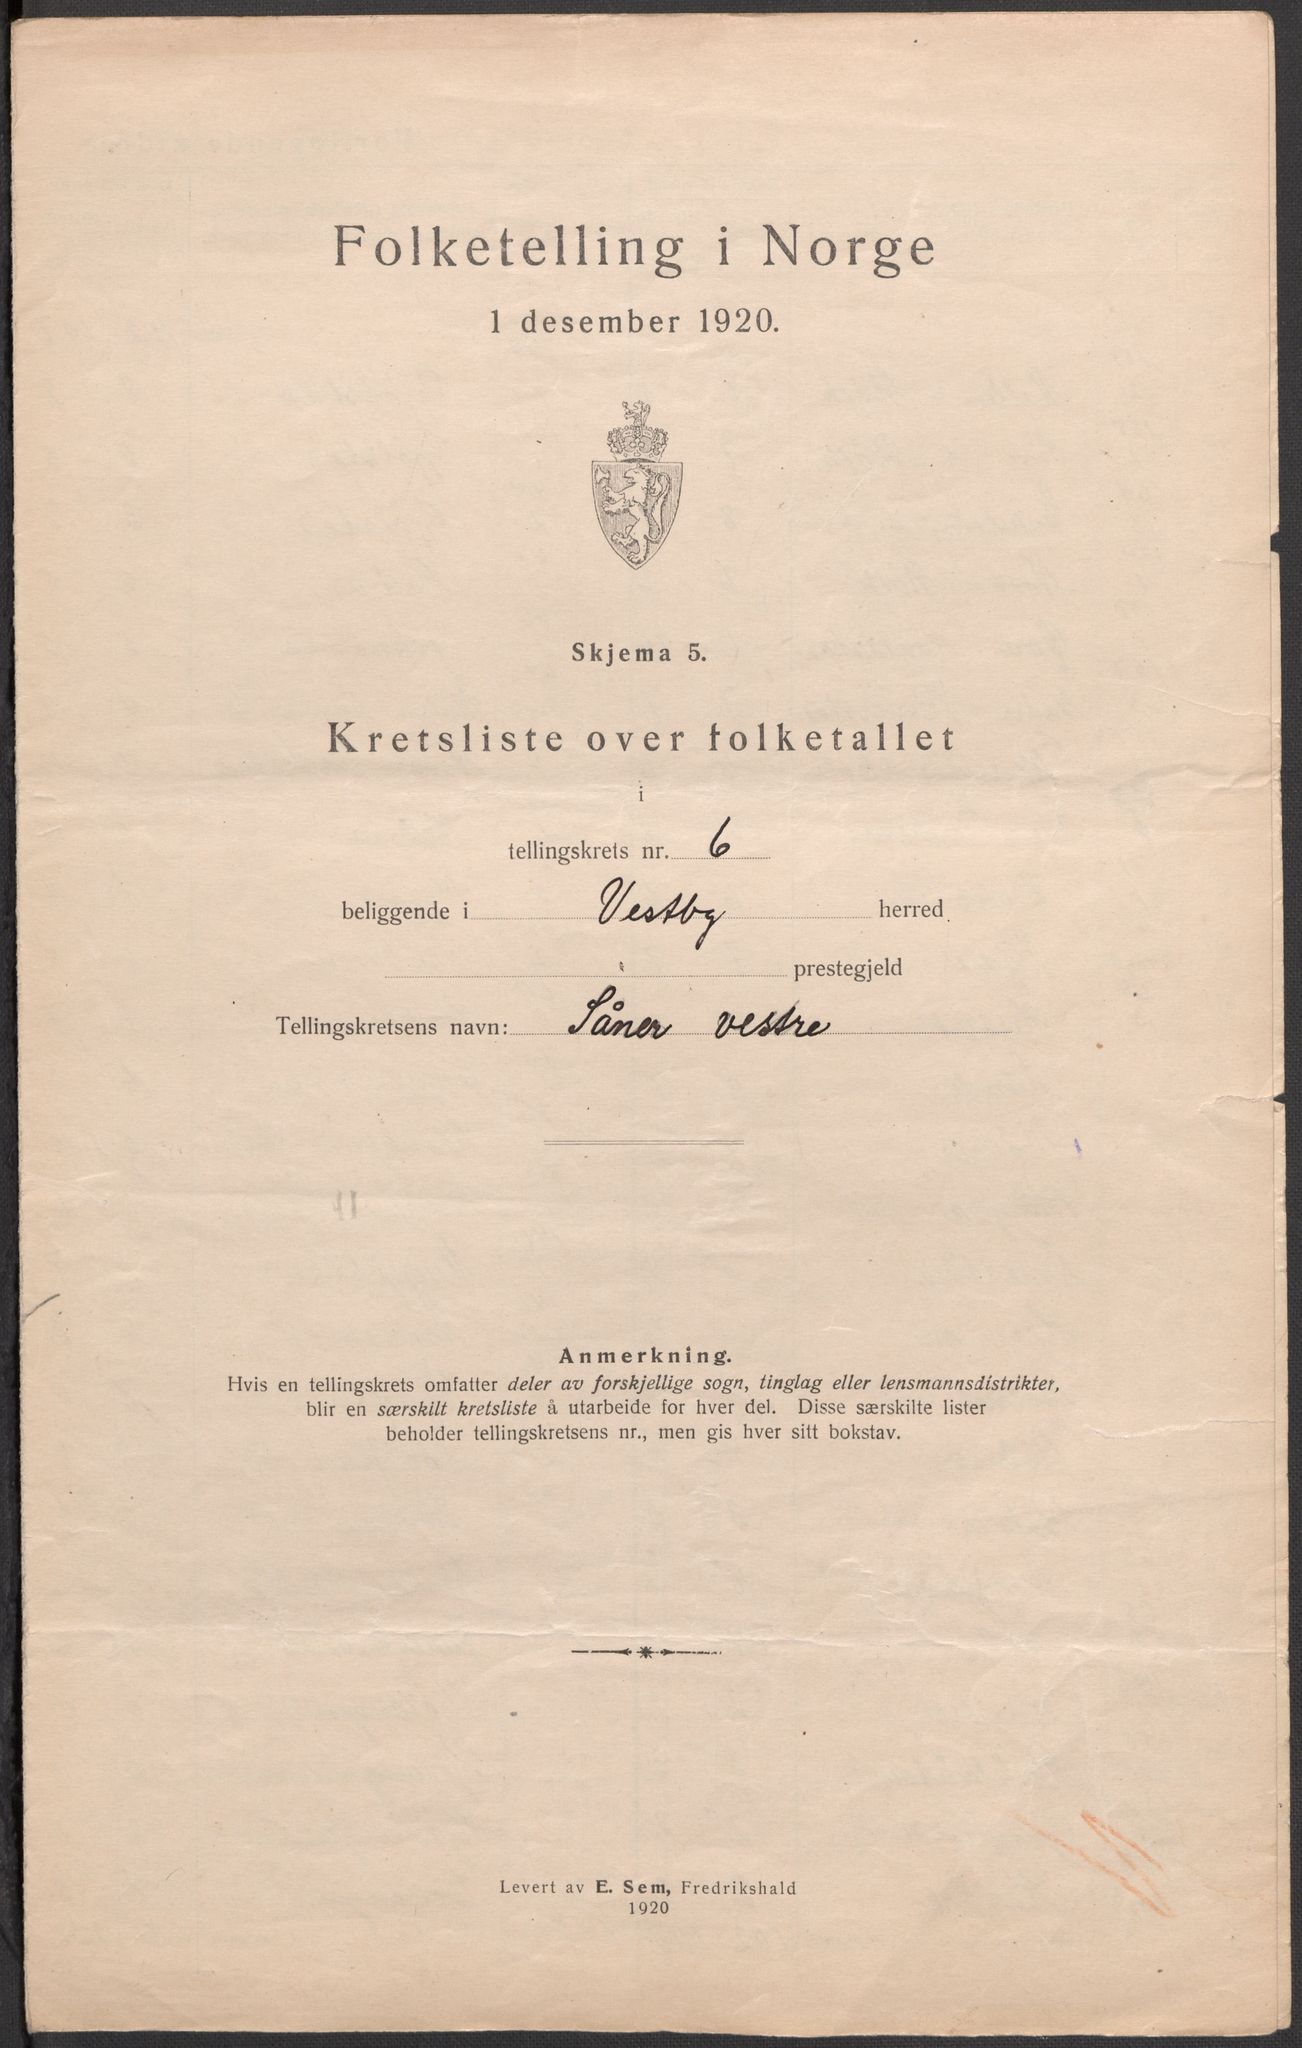 Folketelling i Norge
1 desember 1920.
Skjema 5.
Kretsliste over folketallet
i
tellingskrets nr. 6
beliggende i Vestby herred
prestegjeld
Tellingskretsens navn: Såner vestre
Anmerkning.
Hvis en tellingskrets omfatter deler av forskjellige sogn, tinglag eller lensmannsdistrikter,
blir en særskilt kretsliste å utarbeide for hver del. Disse særskilte lister
beholder tellingskretsens nr., men gis hver sitt bokstav.
Levert av E. Sem, Fredrikshald
1920